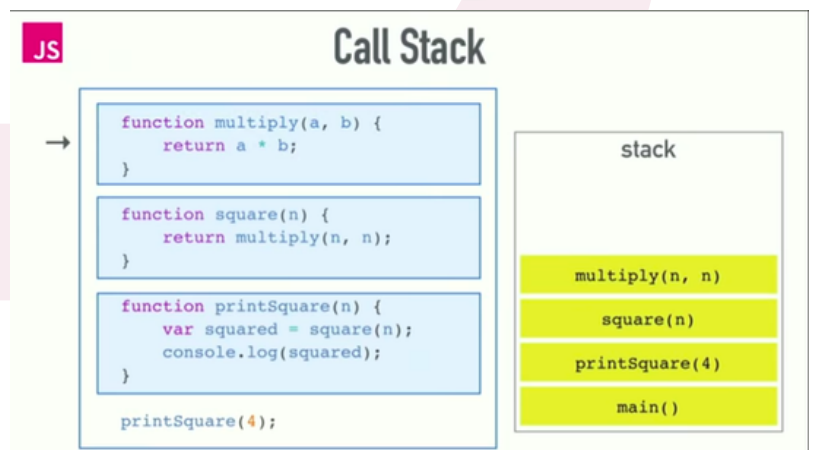 JS
Call Stack
function multiply(a, b) {
    return a * b;
}
function square(n) {
    return multiply(n, n);
}
function printSquare(n) {
    var squared = square(n);
    console.log(squared);
}
printSquare(4);
stack
multiply(n, n)
square(n)
printSquare(4)
main()